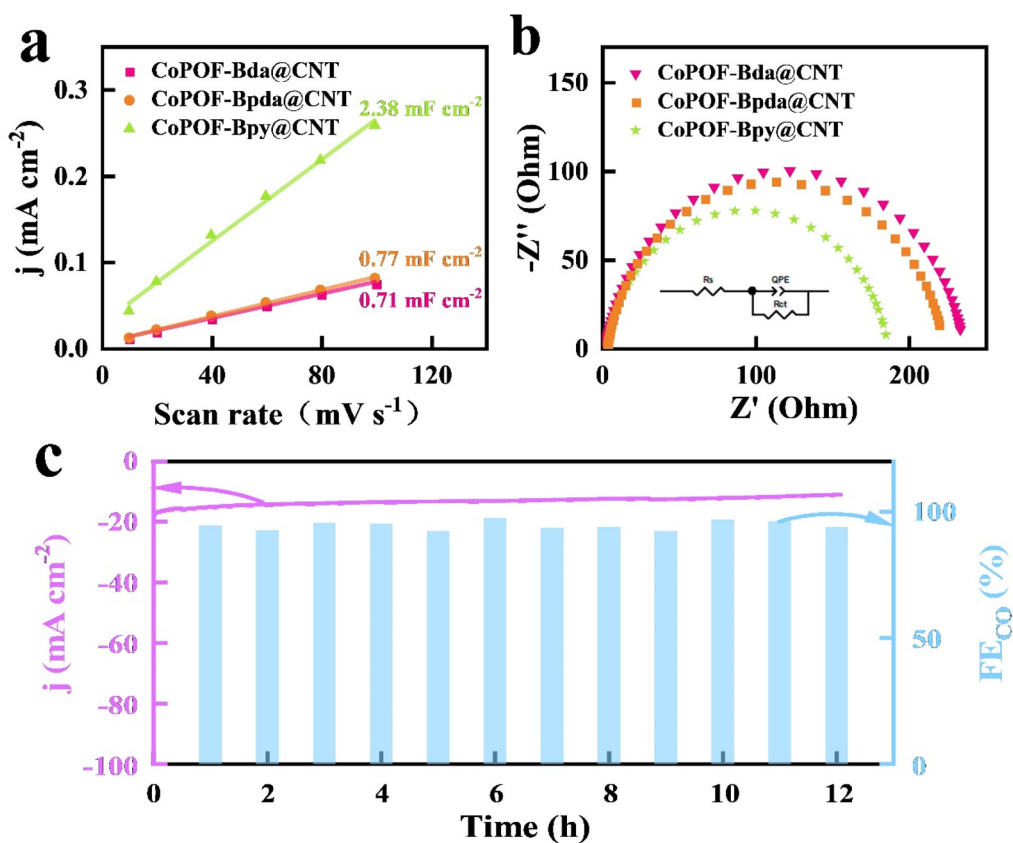 a
CoPOF-Bda@CNT
CoPOF-Bpda@CNT
CoPOF-Bpy@CNT
2.38 mF cm⁻²
0.77 mF cm⁻²
0.71 mF cm⁻²
0.3
0.2
0.1
0.0
j (mA cm⁻²)
0 40 80 120
Scan rate（mV s⁻¹）
b
CoPOF-Bda@CNT
CoPOF-Bpda@CNT
CoPOF-Bpy@CNT
-150
-100
-50
0
-Z'' (Ohm)
Rs
QPE
Rct
0 100 200
Z' (Ohm)
c
0
-20
-40
-60
-80
-100
j (mA cm⁻²)
100
50
0
FE_CO (%)
0 2 4 6 8 10 12
Time (h)